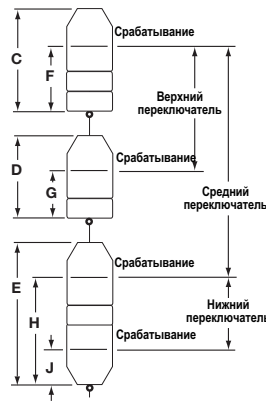 Срабатывание
C
F
Верхний
переключатель
D
Срабатывание
G
Средний
переключатель
Срабатывание
E
H
Нижний
переключатель
Срабатывание
J